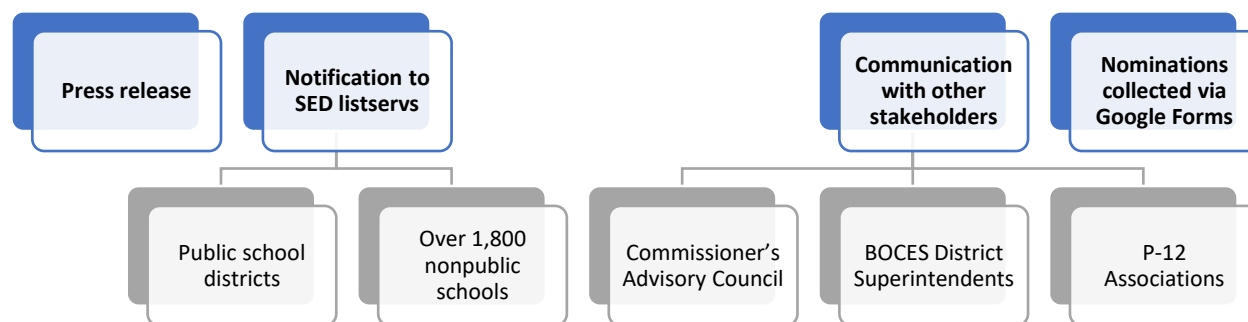 Press release
Notification to
SED listservs
Communication
with other
stakeholders
Nominations
collected via
Google Forms
Public school
districts
Over 1,800
nonpublic
schools
Commissioner’s
Advisory Council
BOCES District
Superintendents
P-12
Associations